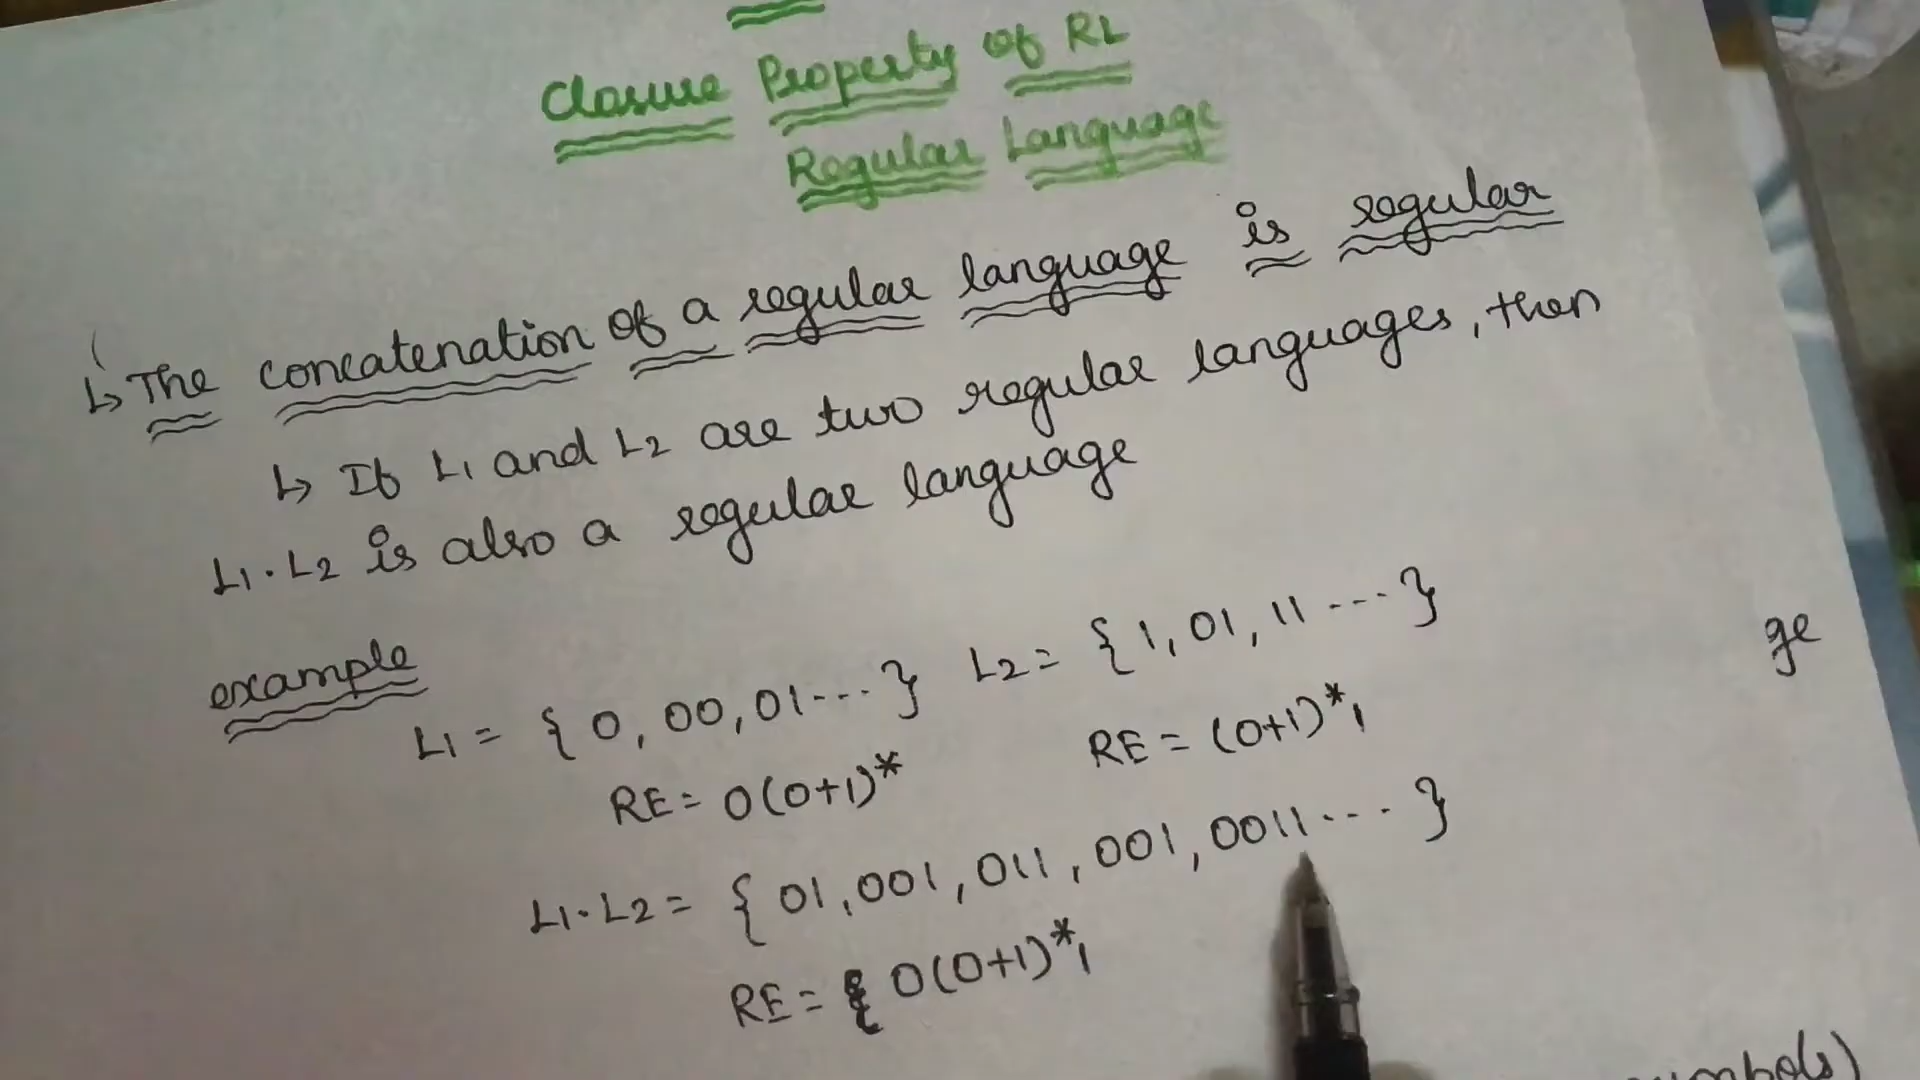 Closure Property of RL
Regular Language
↳ The concatenation of a regular language is regular
↳ If L1 and L2 are two regular languages, then
L1.L2 is also a regular language
example
L1 = { 0, 00, 01--- } L2 = { 1, 01, 11 --- }
ge
RE = 0(0+1)* RE = (0+1)*1
L1.L2 = { 01, 001, 011, 001, 0011--- }
RE = 0(0+1)*1